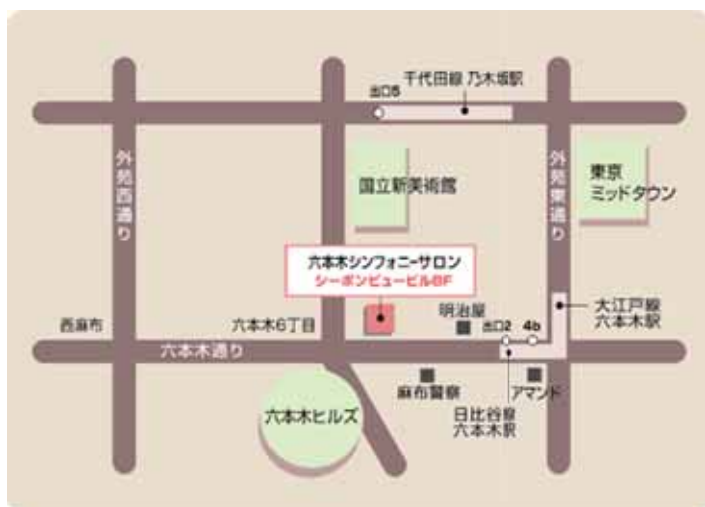 千代田線 乃木坂駅
出口5
外苑西通り
国立新美術館
外苑東通り
東京
ミッドタウン
六本木シンフォニーサロン
シーボンビュービルBF
西麻布
六本木6丁目
明治屋
出口2
4b
大江戸線
六本木駅
六本木通り
麻布警察
アマンド
日比谷線
六本木駅
六本木ヒルズ